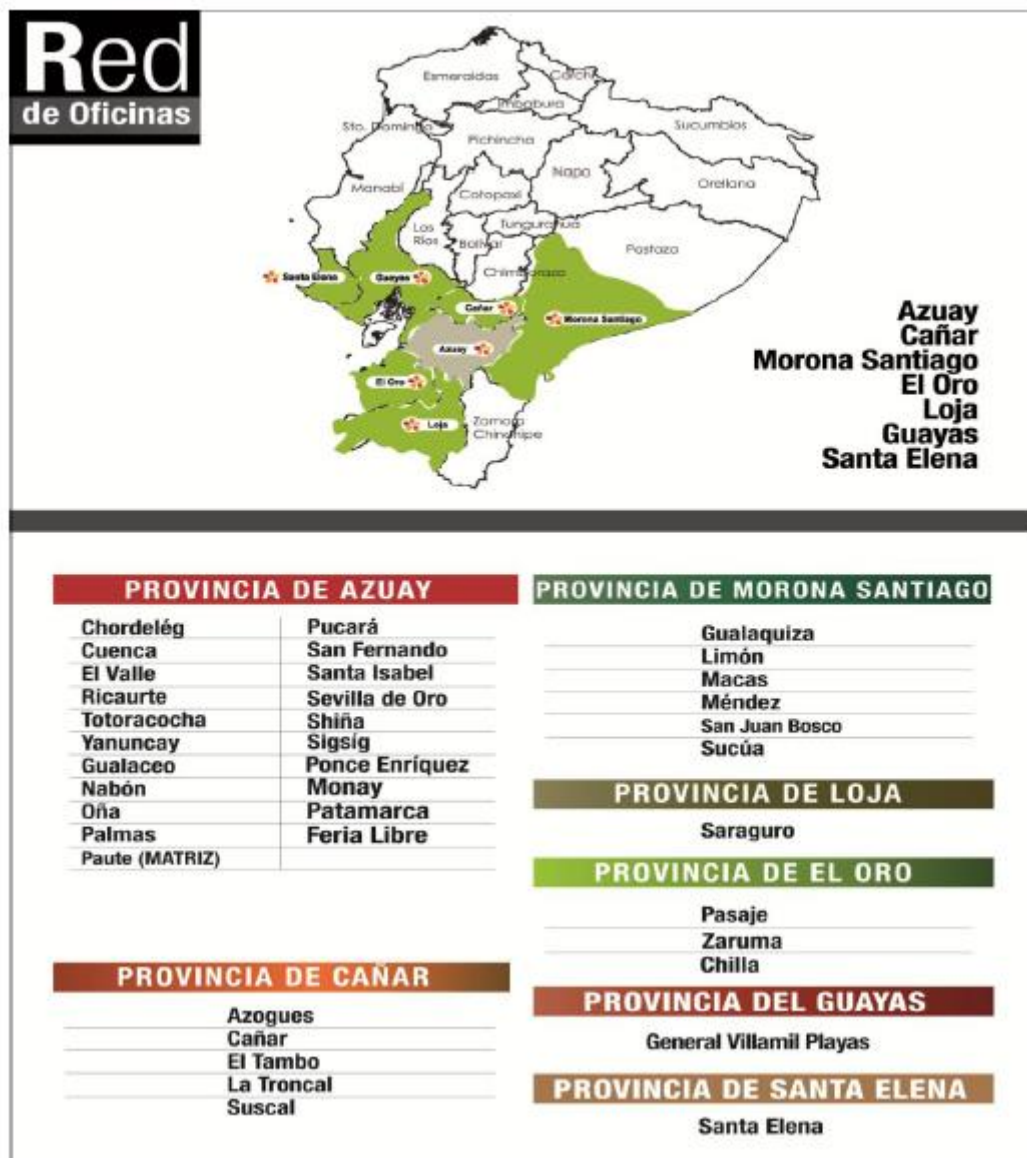 Red
de Oficinas
Esmeraldas
Carchi
Imbabura
Sto. Domingo
Sucumbios
Pichincha
Napo
Orellana
Manabí
Cotopaxi
Los
Ríos
Tungurahua
Bolívar
Pastaza
Chimborazo
Santa Elena
Guayas
Cañar
Morona Santiago
Azuay
El Oro
Loja
Zamora
Chinchipe
Azuay
Cañar
Morona Santiago
El Oro
Loja
Guayas
Santa Elena
PROVINCIA DE AZUAY
Chordelég
Cuenca
El Valle
Ricaurte
Totoracocha
Yanuncay
Gualaceo
Nabón
Oña
Palmas
Paute (MATRIZ)
Pucará
San Fernando
Santa Isabel
Sevilla de Oro
Shiña
Sigsíg
Ponce Enríquez
Monay
Patamarca
Feria Libre
PROVINCIA DE CAÑAR
Azogues
Cañar
El Tambo
La Troncal
Suscal
PROVINCIA DE MORONA SANTIAGO
Gualaquiza
Limón
Macas
Méndez
San Juan Bosco
Sucúa
PROVINCIA DE LOJA
Saraguro
PROVINCIA DE EL ORO
Pasaje
Zaruma
Chilla
PROVINCIA DEL GUAYAS
General Villamil Playas
PROVINCIA DE SANTA ELENA
Santa Elena